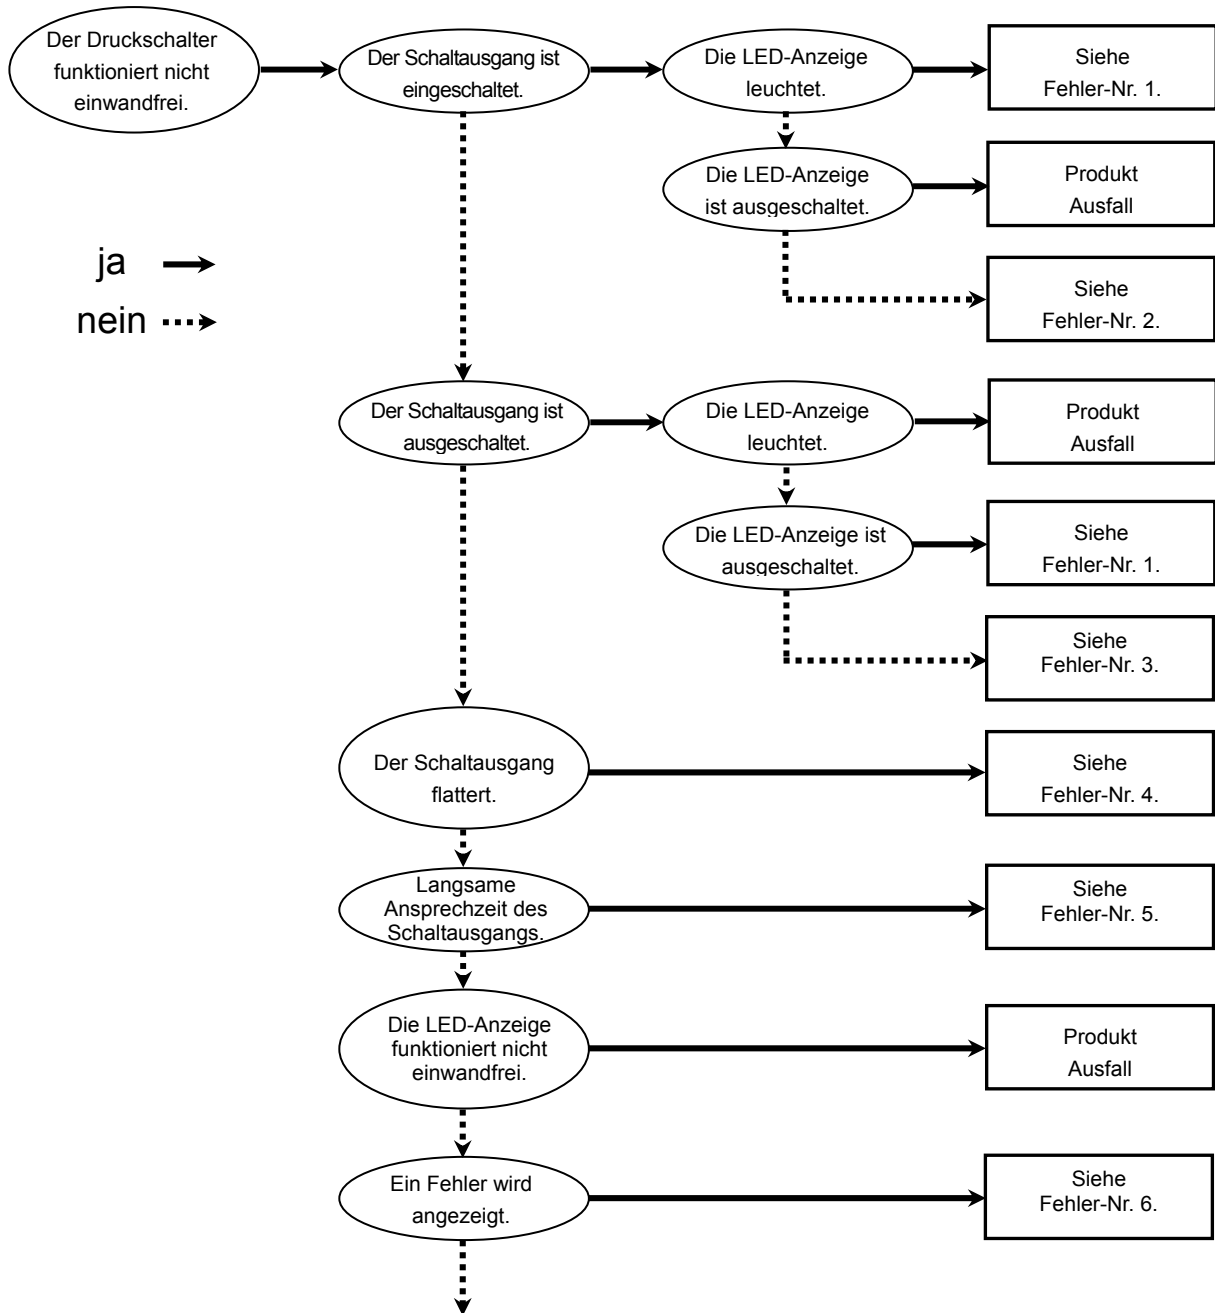 Der Druckschalter
funktioniert nicht
einwandfrei.
Der Schaltausgang ist
eingeschaltet.
Die LED-Anzeige
leuchtet.
Siehe
Fehler-Nr. 1.
Die LED-Anzeige
ist ausgeschaltet.
Produkt
Ausfall
ja
nein
Siehe
Fehler-Nr. 2.
Der Schaltausgang ist
ausgeschaltet.
Die LED-Anzeige
leuchtet.
Produkt
Ausfall
Die LED-Anzeige ist
ausgeschaltet.
Siehe
Fehler-Nr. 1.
Siehe
Fehler-Nr. 3.
Der Schaltausgang
flattert.
Siehe
Fehler-Nr. 4.
Langsame
Ansprechzeit des
Schaltausgangs.
Siehe
Fehler-Nr. 5.
Die LED-Anzeige
funktioniert nicht
einwandfrei.
Produkt
Ausfall
Ein Fehler wird
angezeigt.
Siehe
Fehler-Nr. 6.